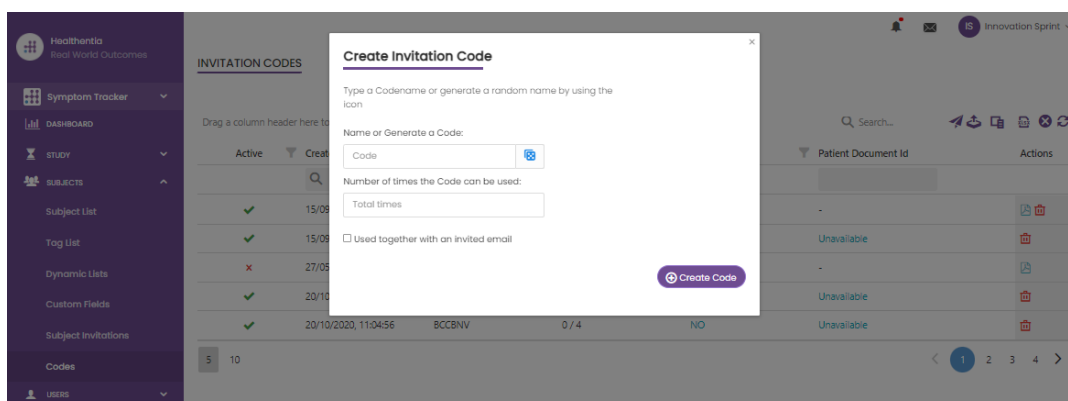 Healthentia
Real World Outcomes
IS Innovation Sprint
INVITATION CODES
Symptom Tracker
DASHBOARD
STUDY
SUBJECTS
Subject List
Tag List
Dynamic Lists
Custom Fields
Subject Invitations
Codes
USERS
Create Invitation Code
×
Type a Codename or generate a random name by using the
icon
Name or Generate a Code:
Code
Number of times the Code can be used:
Total times
Used together with an invited email
Create Code
Drag a column header here to
Search...
Active Creat Patient Document Id Actions
15/09 -
15/09 Unavailable
27/05 -
20/10 Unavailable
20/10/2020, 11:04:56 BCCBNV 0 / 4 NO Unavailable
5 10
1 2 3 4